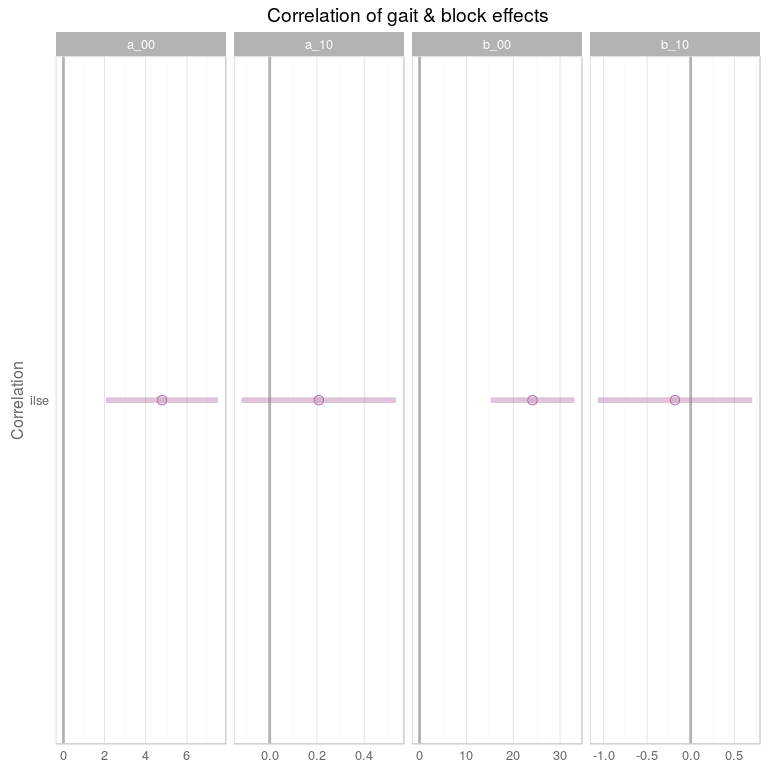 Correlation of gait & block effects
a_00 a_10 b_00 b_10
Correlation
ilse
0 2 4 6 0.0 0.2 0.4 0 10 20 30 -1.0 -0.5 0.0 0.5